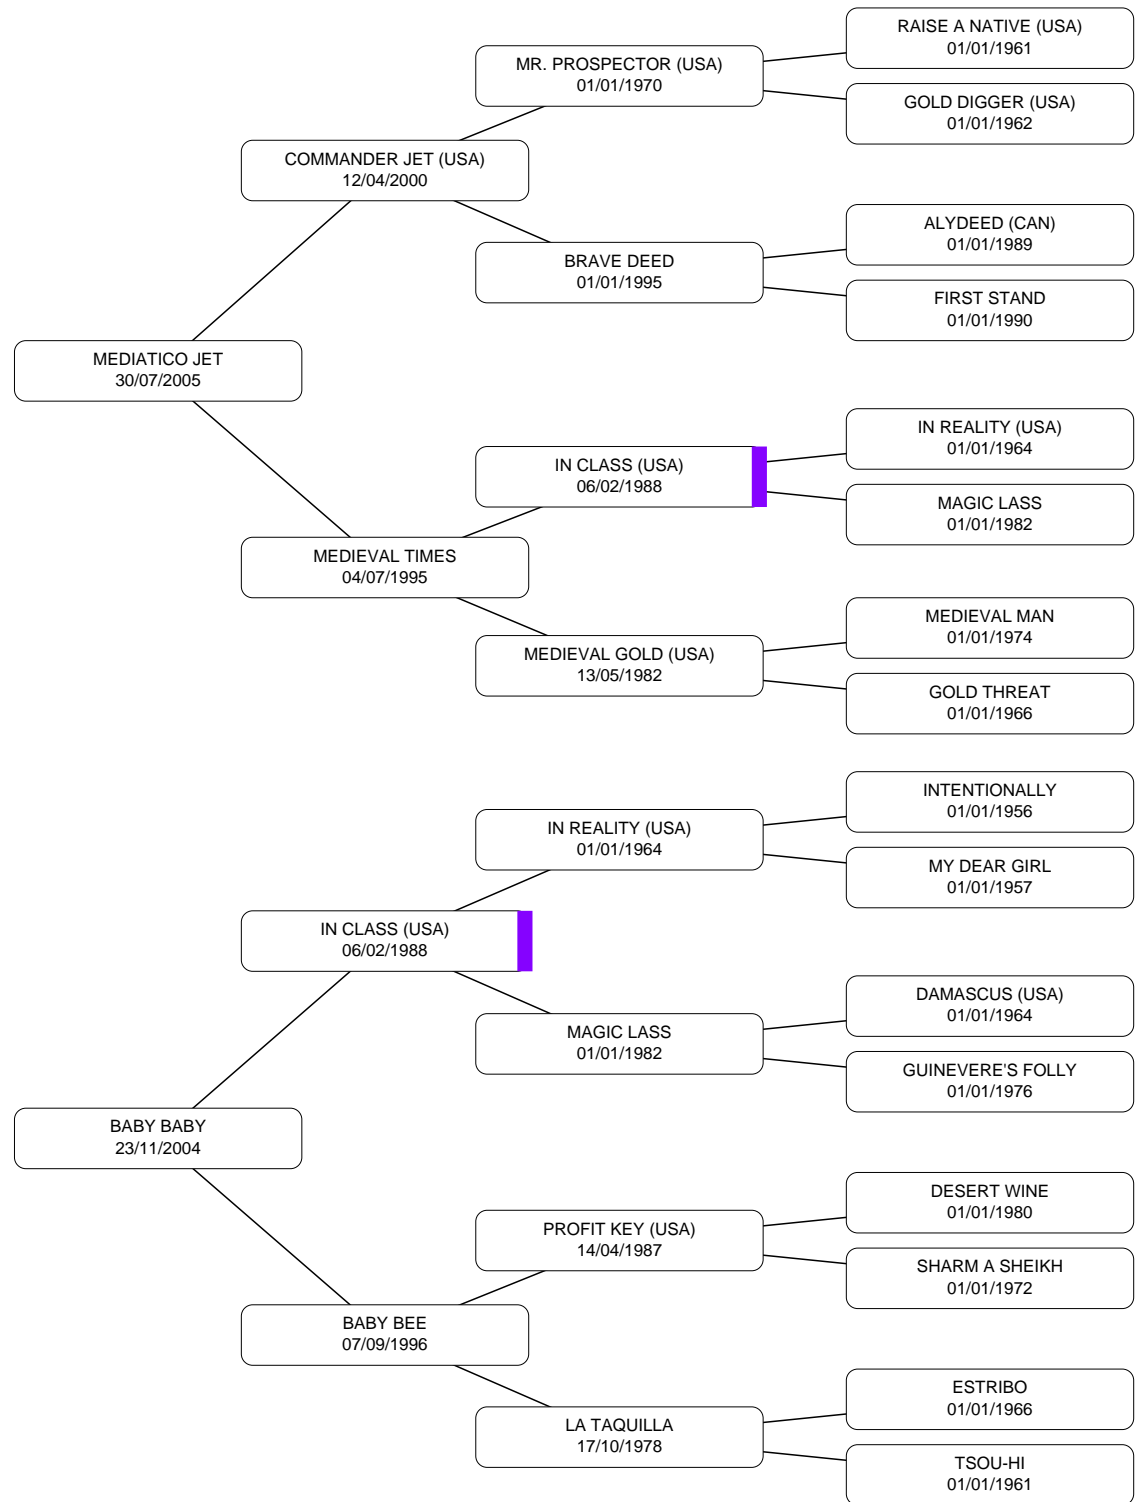 RAISE A NATIVE (USA)
01/01/1961
MR. PROSPECTOR (USA)
01/01/1970
GOLD DIGGER (USA)
01/01/1962
COMMANDER JET (USA)
12/04/2000
ALYDEED (CAN)
01/01/1989
BRAVE DEED
01/01/1995
FIRST STAND
01/01/1990
MEDIATICO JET
30/07/2005
IN REALITY (USA)
01/01/1964
IN CLASS (USA)
06/02/1988
MAGIC LASS
01/01/1982
MEDIEVAL TIMES
04/07/1995
MEDIEVAL MAN
01/01/1974
MEDIEVAL GOLD (USA)
13/05/1982
GOLD THREAT
01/01/1966
INTENTIONALLY
01/01/1956
IN REALITY (USA)
01/01/1964
MY DEAR GIRL
01/01/1957
IN CLASS (USA)
06/02/1988
DAMASCUS (USA)
01/01/1964
MAGIC LASS
01/01/1982
GUINEVERE'S FOLLY
01/01/1976
BABY BABY
23/11/2004
DESERT WINE
01/01/1980
PROFIT KEY (USA)
14/04/1987
SHARM A SHEIKH
01/01/1972
BABY BEE
07/09/1996
ESTRIBO
01/01/1966
LA TAQUILLA
17/10/1978
TSOU-HI
01/01/1961